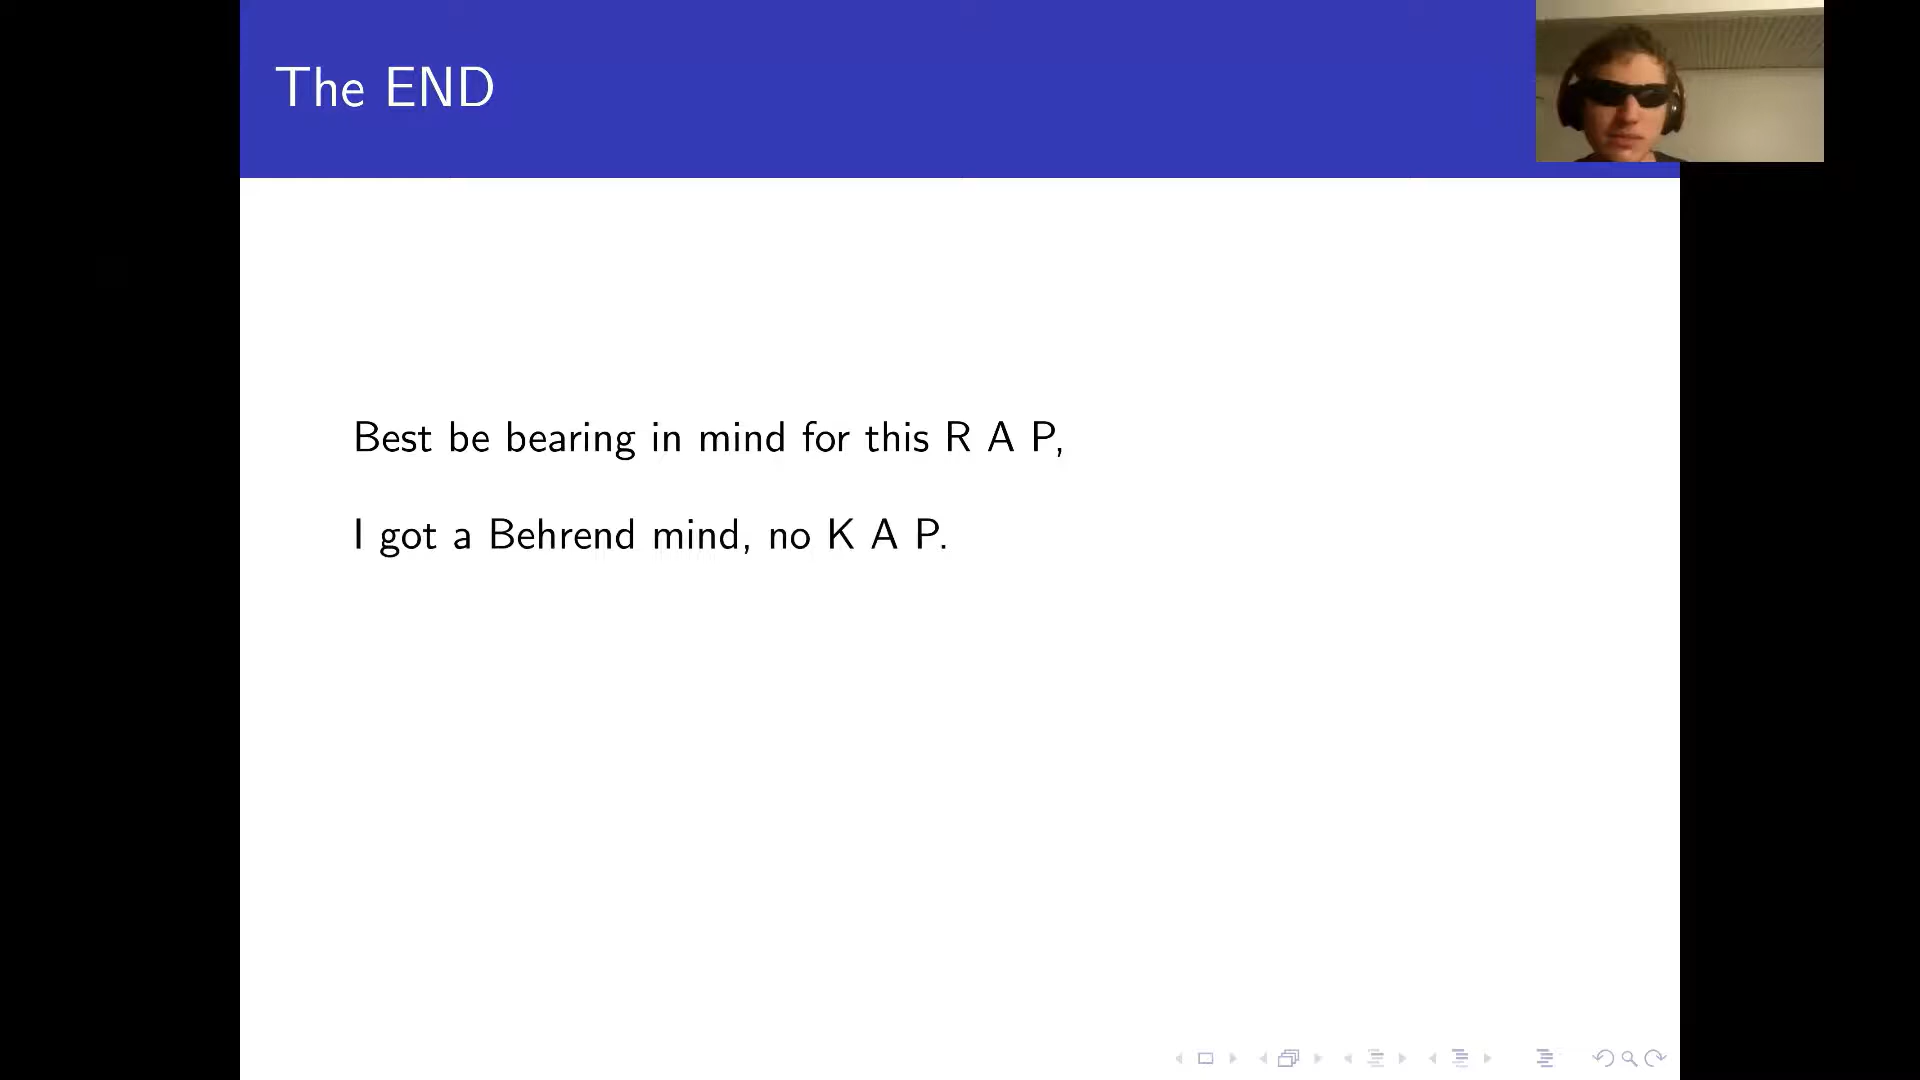 The END
Best be bearing in mind for this R A P,
I got a Behrend mind, no K A P.